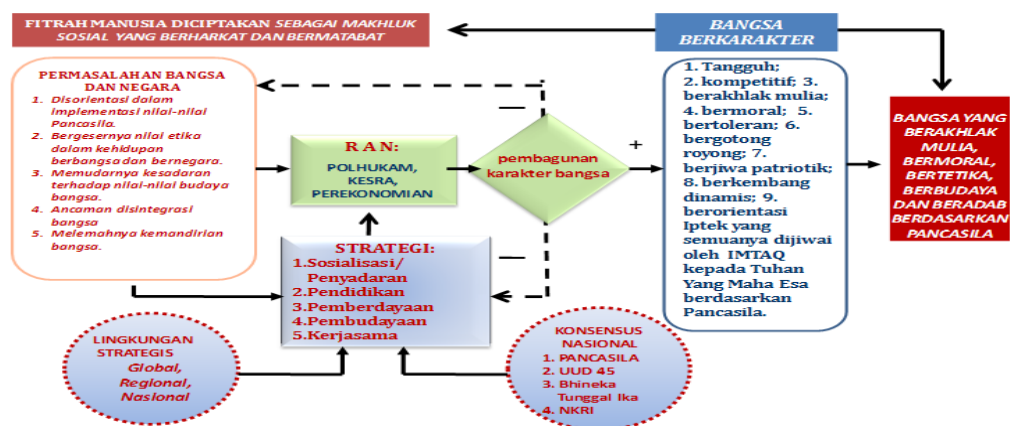 FITRAH MANUSIA DICIPTAKAN SEBAGAI MAKHLUK
SOSIAL YANG BERHARKAT DAN BERMATABAT
BANGSA
BERKARAKTER
PERMASALAHAN BANGSA
DAN NEGARA
1. Disorientasi dalam
implementasi nilai-nilai
Pancasila.
2. Bergesernya nilai etika
dalam kehidupan
berbangsa dan bernegara.
3. Memudarnya kesadaran
terhadap nilai-nilai budaya
bangsa.
4. Ancaman disintegrasi
bangsa
5. Melemahnya kemandirian
bangsa.
R A N:
POLHUKAM,
KESRA,
PEREKONOMIAN
—
pembagunan
karakter bangsa
+
—
1. Tangguh;
2. kompetitif; 3.
berakhlak mulia;
4. bermoral; 5.
bertoleran; 6.
bergotong
royong; 7.
berjiwa patriotik;
8. berkembang
dinamis; 9.
berorientasi
Iptek yang
semuanya dijiwai
oleh IMTAQ
kepada Tuhan
Yang Maha Esa
berdasarkan
Pancasila.
BANGSA YANG
BERAKHLAK
MULIA,
BERMORAL,
BERTETIKA,
BERBUDAYA
DAN BERADAB
BERDASARKAN
PANCASILA
STRATEGI:
1.Sosialisasi/
Penyadaran
2.Pendidikan
3.Pemberdayaan
4.Pembudayaan
5.Kerjasama
LINGKUNGAN
STRATEGIS
Global,
Regional,
Nasional
KONSENSUS
NASIONAL
1. PANCASILA
2. UUD 45
3. Bhineka
Tunggal Ika
4. NKRI